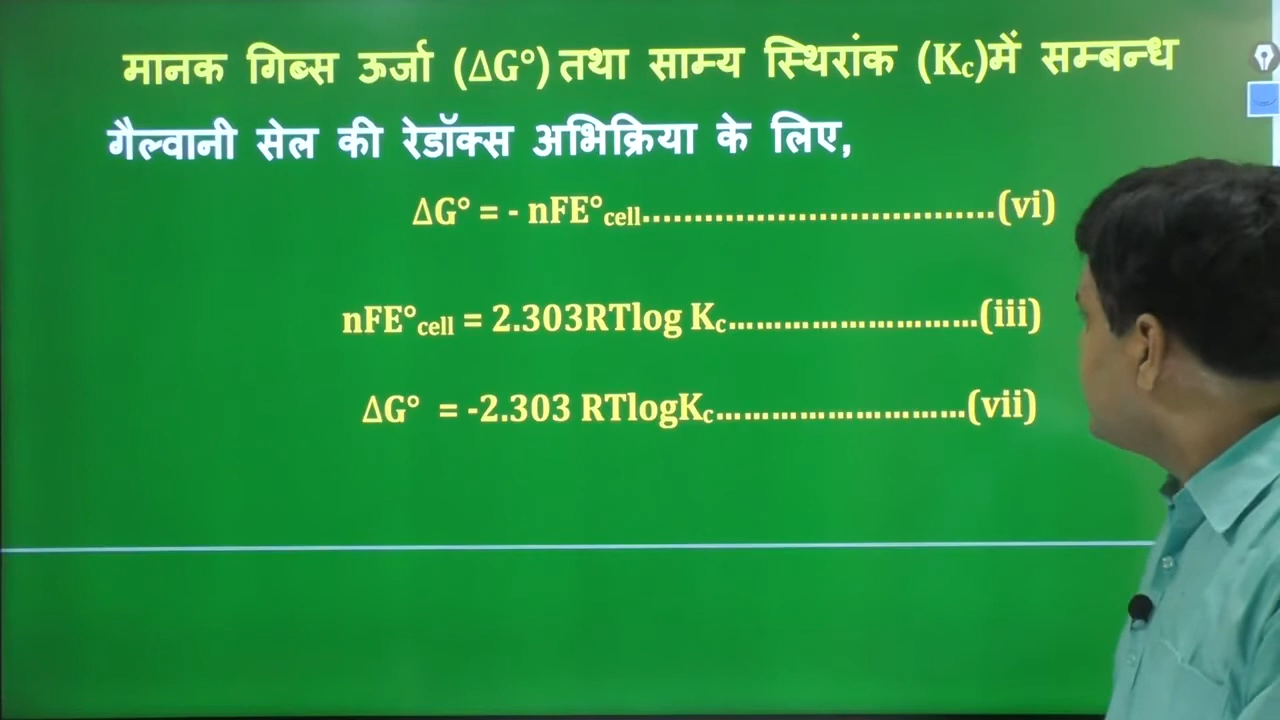 मानक गिब्स ऊर्जा (ΔG°) तथा साम्य स्थिरांक (Kc)में सम्बन्ध
गैल्वानी सेल की रेडॉक्स अभिक्रिया के लिए,
ΔG° = - nFE°cell..................................(vi)
nFE°cell = 2.303RTlog Kc...........................(iii)
ΔG° = -2.303 RTlogKc...........................(vii)